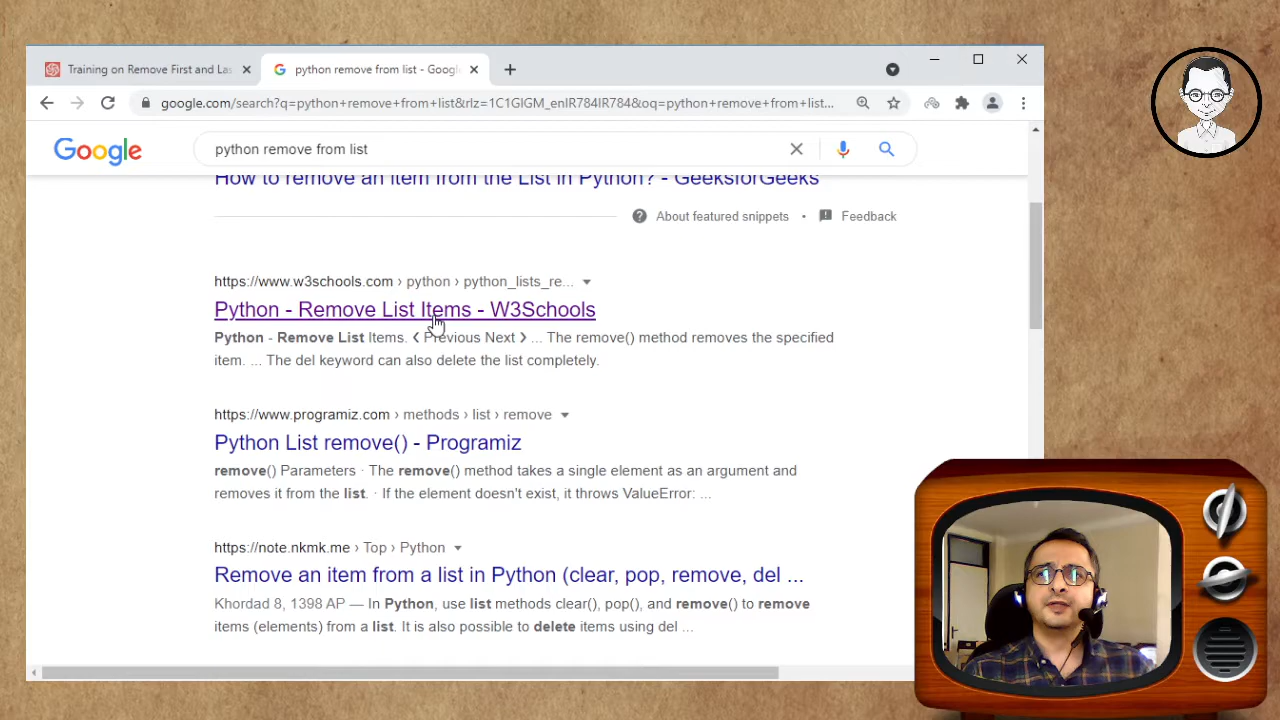 Training on Remove First and Las
python remove from list - Googl
google.com/search?q=python+remove+from+list&rlz=1C1GIGM_enIR784IR784&oq=python+remove+from+list...
Google
python remove from list
How to remove an item from the List in Python? - GeeksforGeeks
About featured snippets • Feedback
https://www.w3schools.com › python › python_lists_re...
Python - Remove List Items - W3Schools
Python - Remove List Items. ❮ Previous Next ❯ ... The remove() method removes the specified
item. ... The del keyword can also delete the list completely.
https://www.programiz.com › methods › list › remove
Python List remove() - Programiz
remove() Parameters · The remove() method takes a single element as an argument and
removes it from the list. · If the element doesn't exist, it throws ValueError: ...
https://note.nkmk.me › Top › Python
Remove an item from a list in Python (clear, pop, remove, del ...
Khordad 8, 1398 AP — In Python, use list methods clear(), pop(), and remove() to remove
items (elements) from a list. It is also possible to delete items using del ...